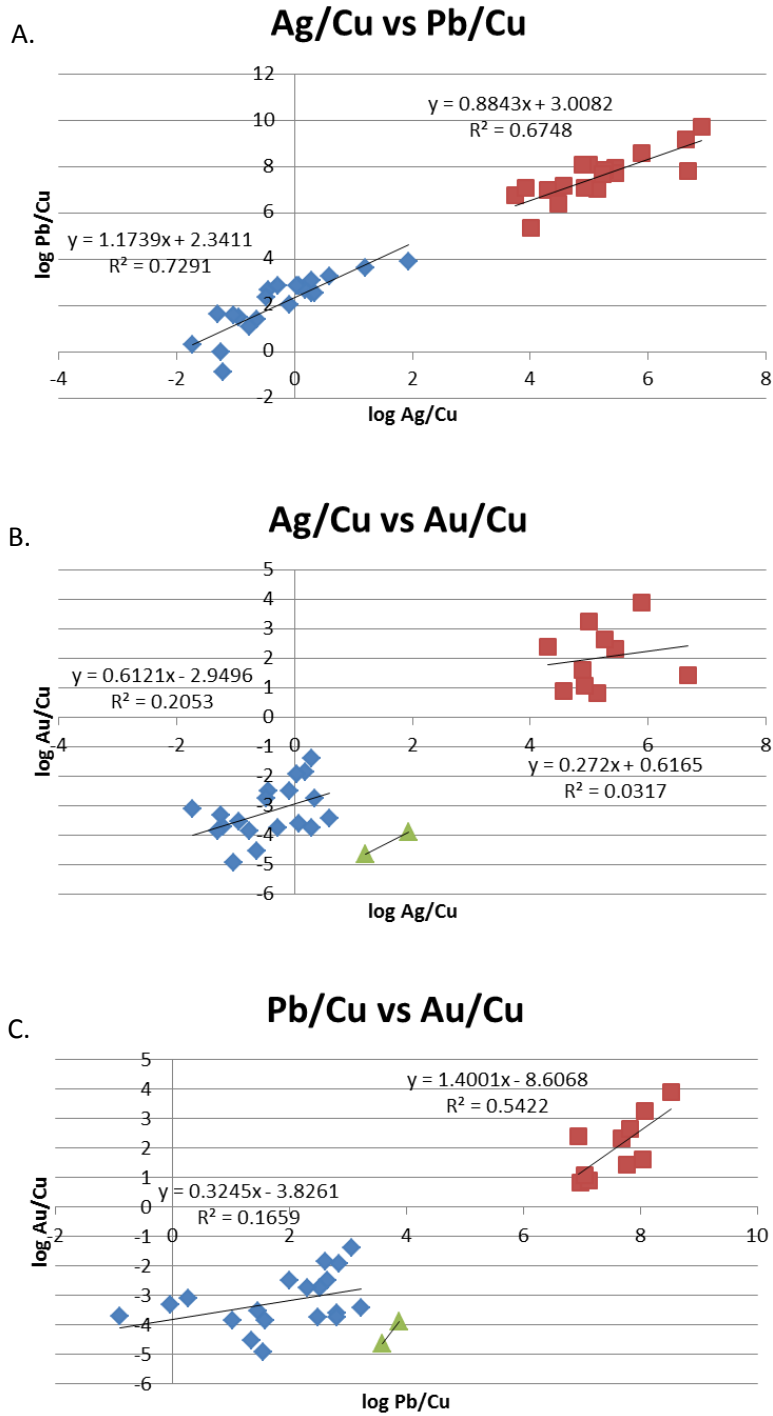 A.
Ag/Cu vs Pb/Cu
12
10
8
6
4
2
0
-2
y = 0.8843x + 3.0082
R² = 0.6748
y = 1.1739x + 2.3411
R² = 0.7291
log Pb/Cu
-4 -2 0 2 4 6 8
log Ag/Cu
B.
Ag/Cu vs Au/Cu
5
4
3
2
1
0
-1
-2
-3
-4
-5
-6
y = 0.6121x - 2.9496
R² = 0.2053
y = 0.272x + 0.6165
R² = 0.0317
log Au/Cu
-4 -2 0 2 4 6 8
log Ag/Cu
C.
Pb/Cu vs Au/Cu
5
4
3
2
1
0
-1
-2
-3
-4
-5
-6
y = 1.4001x - 8.6068
R² = 0.5422
y = 0.3245x - 3.8261
R² = 0.1659
log Au/Cu
-2 0 2 4 6 8 10
log Pb/Cu